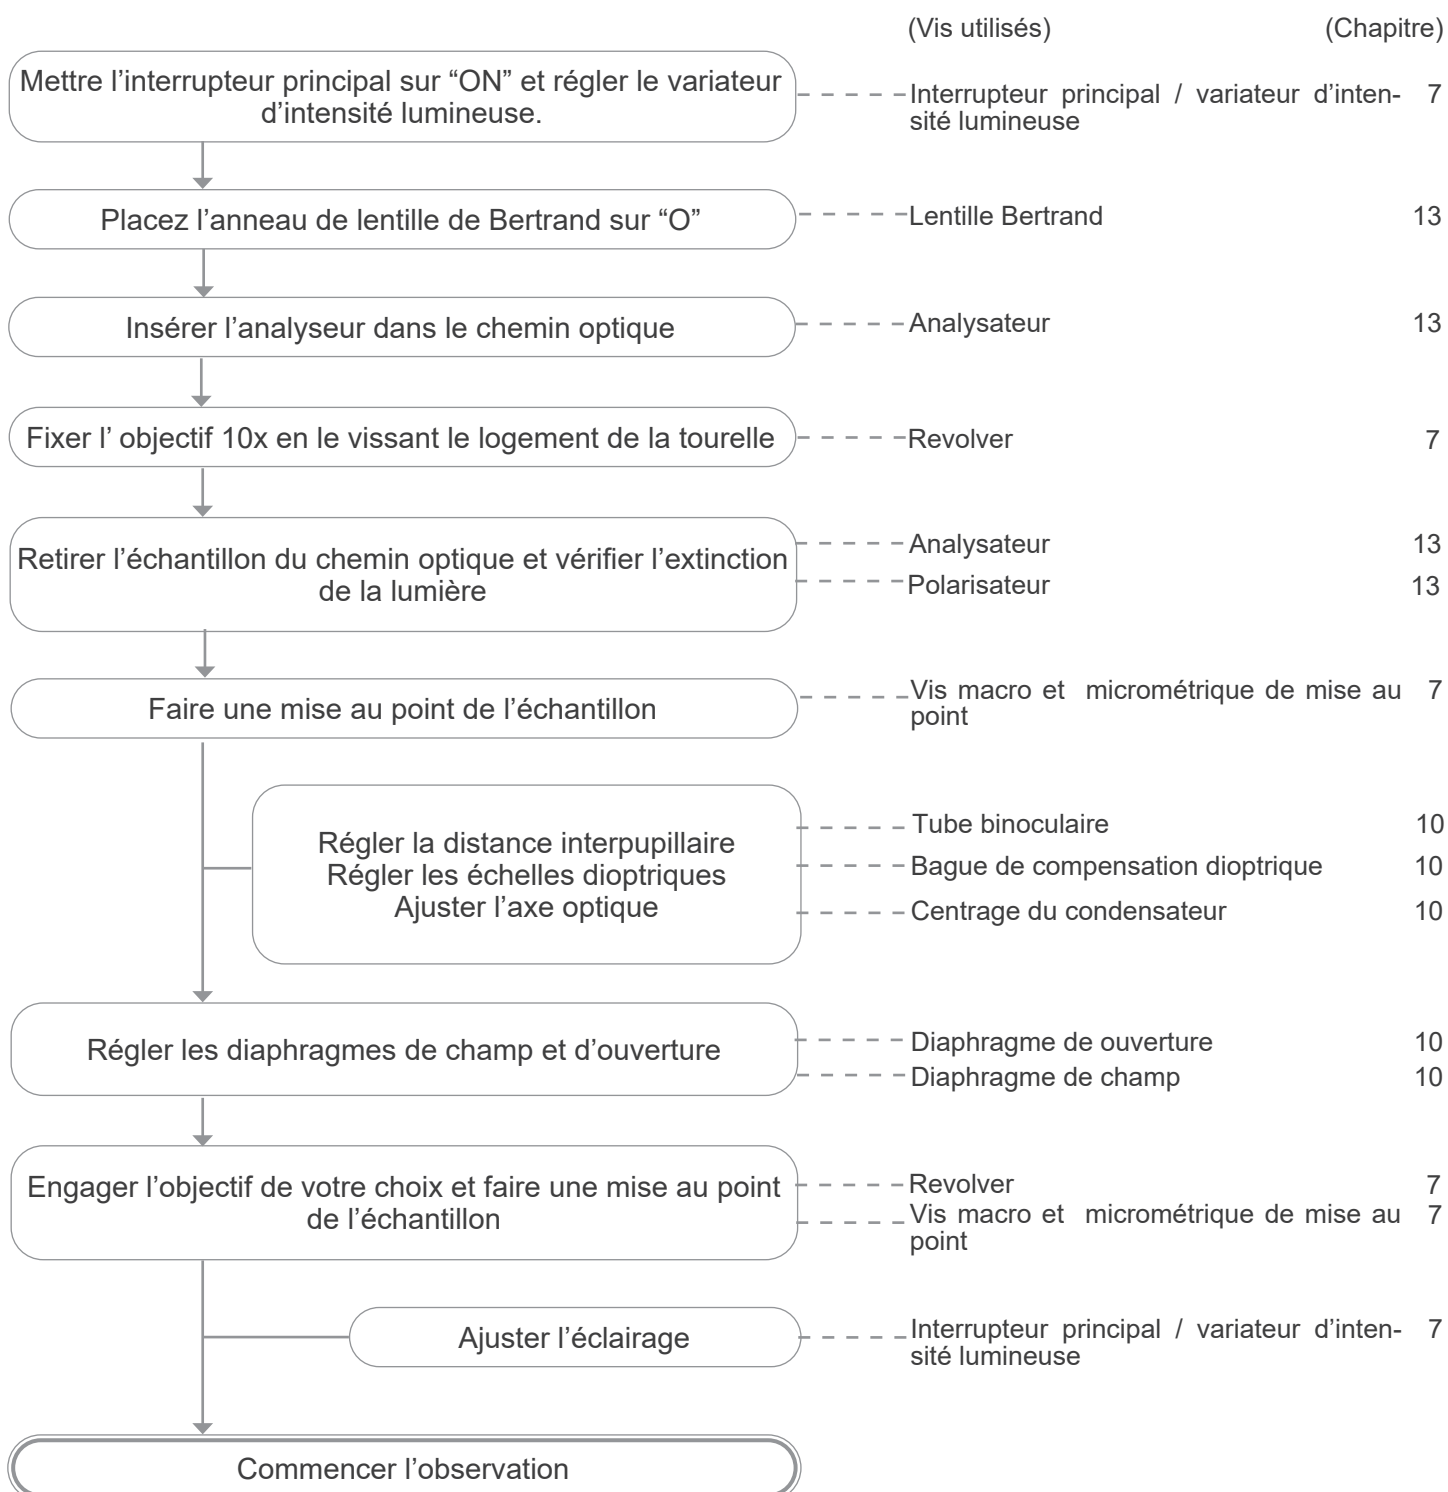 (Vis utilisés) (Chapitre)
Mettre l’interrupteur principal sur “ON” et régler le variateur
d’intensité lumineuse.
Interrupteur principal / variateur d’inten- 7
sité lumineuse
Placez l’anneau de lentille de Bertrand sur “O”
Lentille Bertrand 13
Insérer l’analyseur dans le chemin optique
Analysateur 13
Fixer l’ objectif 10x en le vissant le logement de la tourelle
Revolver 7
Retirer l’échantillon du chemin optique et vérifier l’extinction
de la lumière
Analysateur 13
Polarisateur 13
Faire une mise au point de l’échantillon
Vis macro et micrométrique de mise au 7
point
Régler la distance interpupillaire
Régler les échelles dioptriques
Ajuster l’axe optique
Tube binoculaire 10
Bague de compensation dioptrique 10
Centrage du condensateur 10
Régler les diaphragmes de champ et d’ouverture
Diaphragme de ouverture 10
Diaphragme de champ 10
Engager l’objectif de votre choix et faire une mise au point
de l’échantillon
Revolver 7
Vis macro et micrométrique de mise au 7
point
Ajuster l’éclairage
Interrupteur principal / variateur d’inten- 7
sité lumineuse
Commencer l’observation